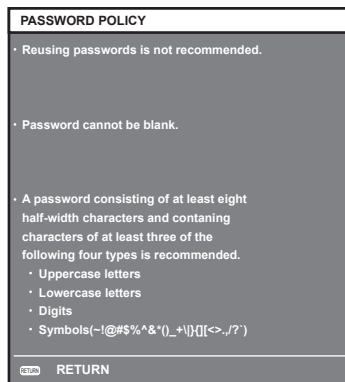 PASSWORD POLICY
・Reusing passwords is not recommended.
・Password cannot be blank.
・A password consisting of at least eight
half-width characters and contaning
characters of at least three of the
following four types is recommended.
・Uppercase letters
・Lowercase letters
・Digits
・Symbols(~!@#$%^&*()_+\|}{][<>.,/?`)
RETURN RETURN